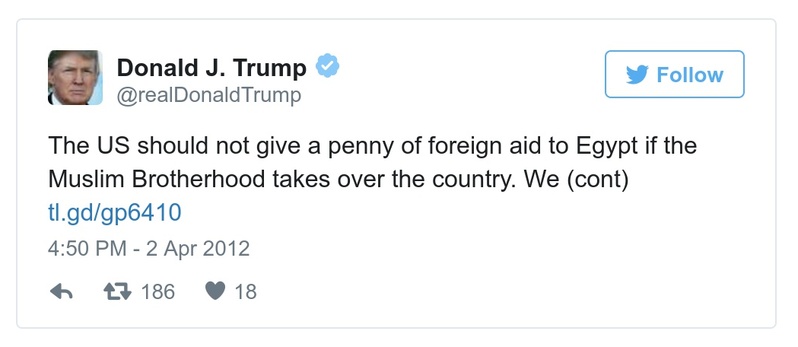 Donald J. Trump
@realDonaldTrump
Follow
The US should not give a penny of foreign aid to Egypt if the
Muslim Brotherhood takes over the country. We (cont)
tl.gd/gp6410
4:50 PM - 2 Apr 2012
186 18